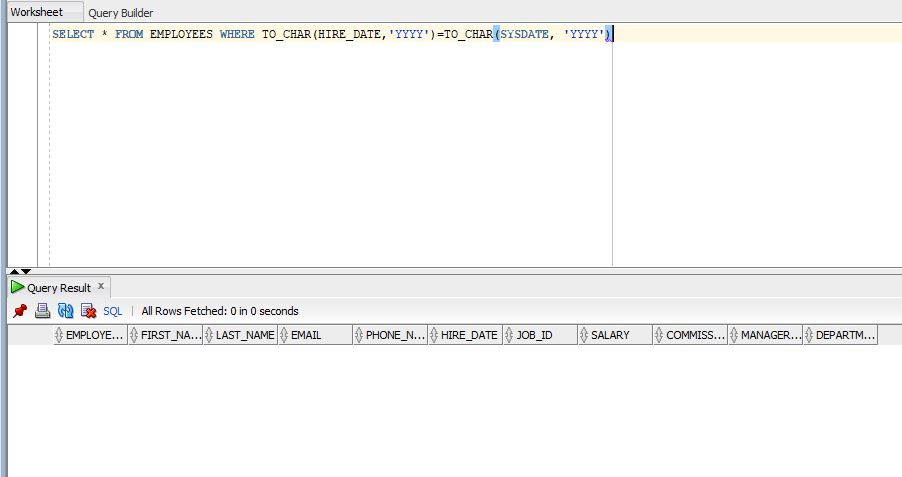 Worksheet Query Builder
SELECT * FROM EMPLOYEES WHERE TO_CHAR(HIRE_DATE,'YYYY')=TO_CHAR(SYSDATE, 'YYYY')
Query Result x
SQL | All Rows Fetched: 0 in 0 seconds
EMPLOYE... FIRST_NA... LAST_NAME EMAIL PHONE_N... HIRE_DATE JOB_ID SALARY COMMISS... MANAGER... DEPARTM...